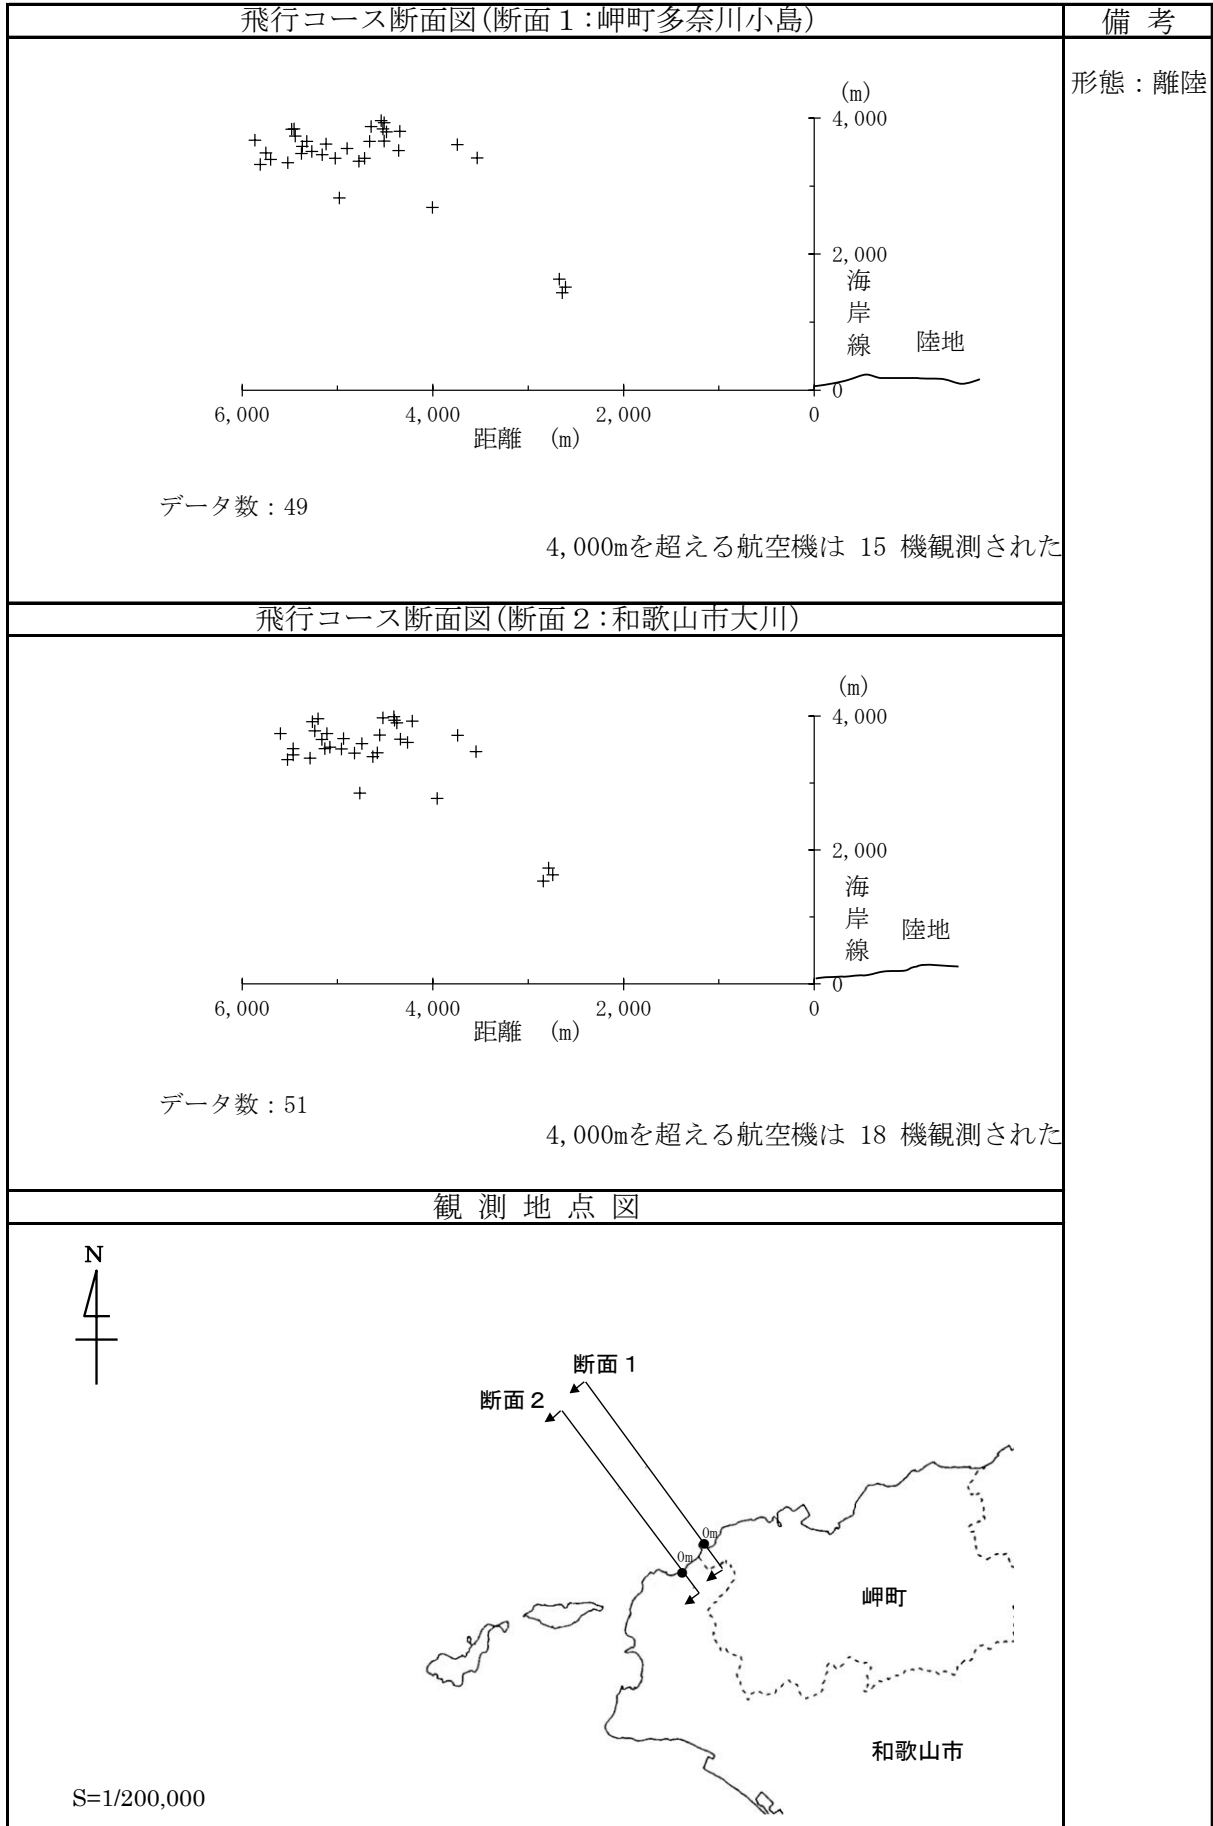 飛行コース断面図(断面１:岬町多奈川小島)
備 考
形態：離陸
(m)
4,000
2,000
海岸線
陸地
0
6,000
4,000
2,000
0
距離 (m)
データ数：49
4,000mを超える航空機は 15 機観測された
飛行コース断面図(断面２:和歌山市大川)
(m)
4,000
2,000
海岸線
陸地
0
6,000
4,000
2,000
0
距離 (m)
データ数：51
4,000mを超える航空機は 18 機観測された
観 測 地 点 図
N
断面１
断面２
0m
0m
岬町
和歌山市
S=1/200,000